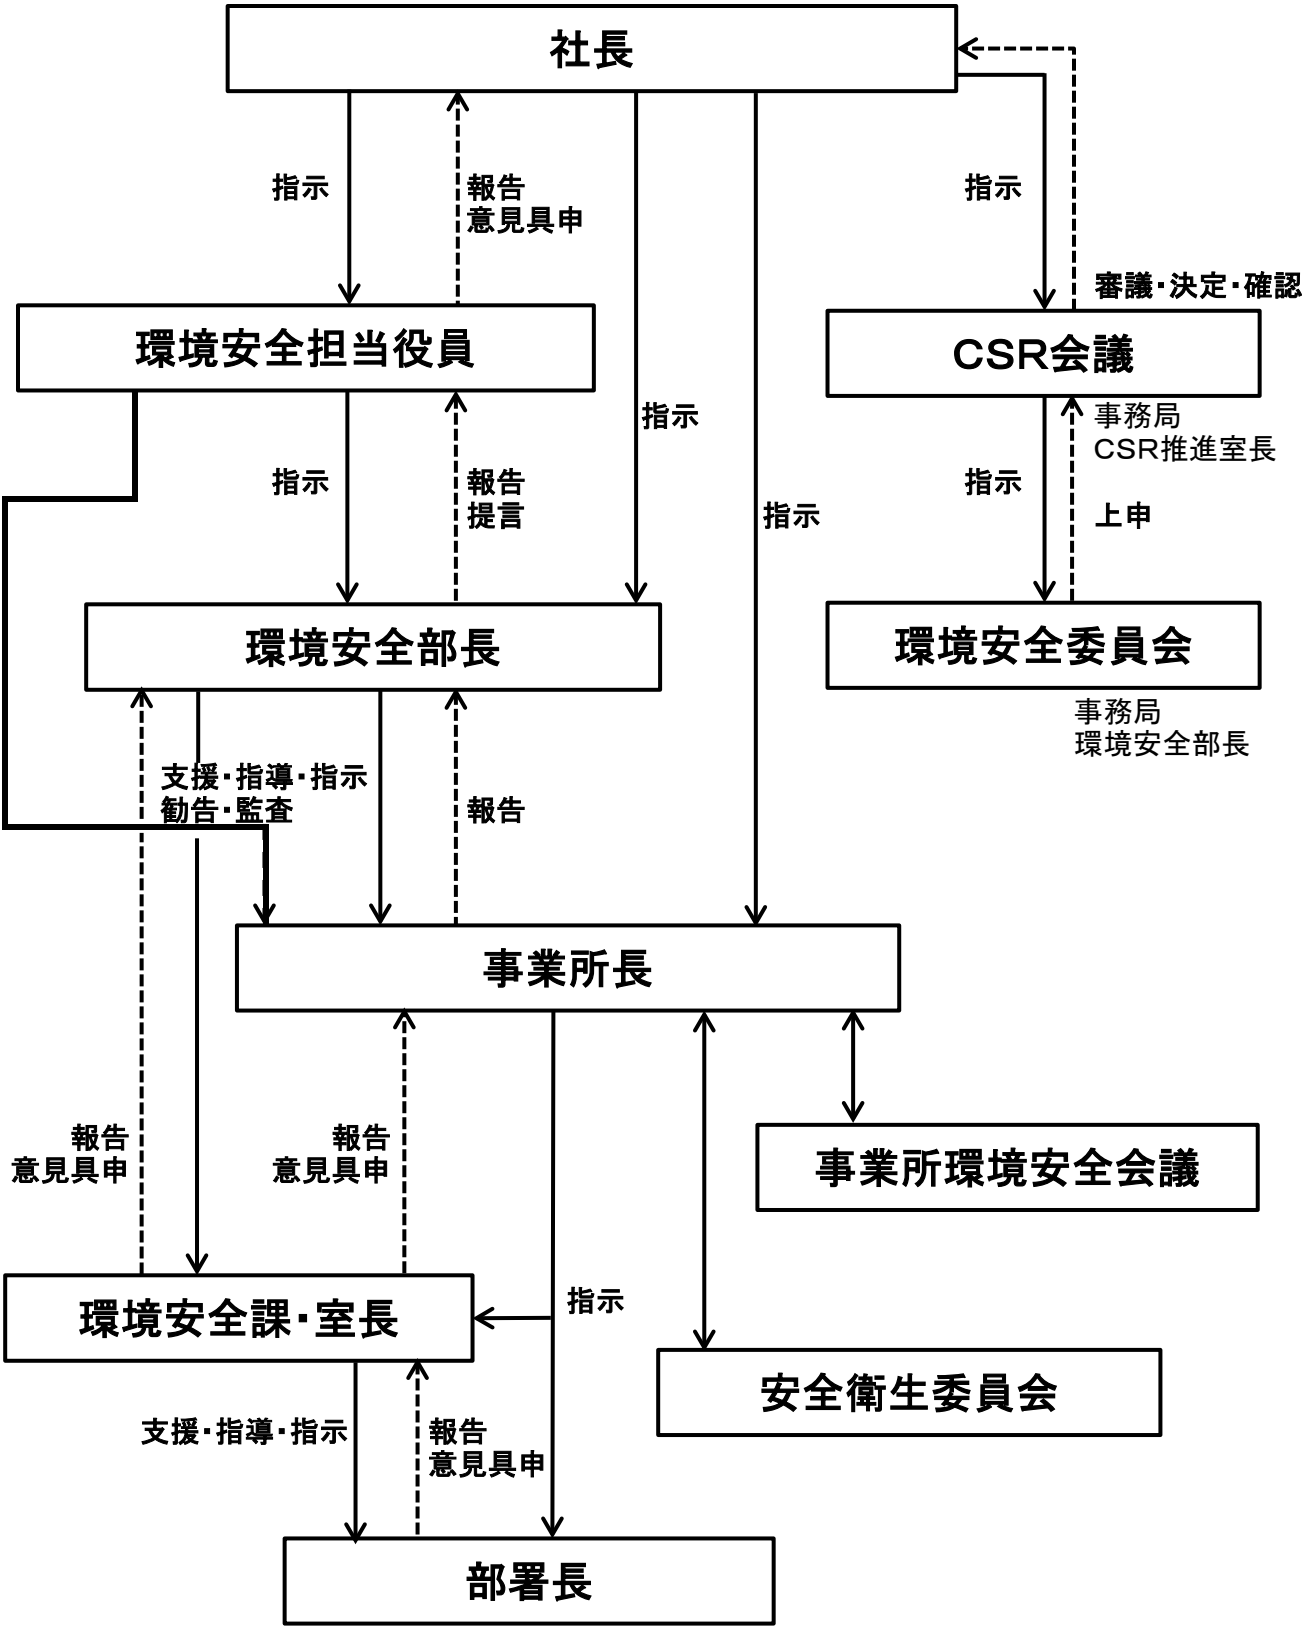 社長
指示
報告
意見具申
指示
審議・決定・確認
環境安全担当役員
CSR会議
指示
事務局
CSR推進室長
指示
報告
提言
指示
上申
指示
環境安全部長
環境安全委員会
事務局
環境安全部長
支援・指導・指示
勧告・監査
報告
事業所長
報告
意見具申
報告
意見具申
事業所環境安全会議
指示
環境安全課・室長
安全衛生委員会
支援・指導・指示
報告
意見具申
部署長